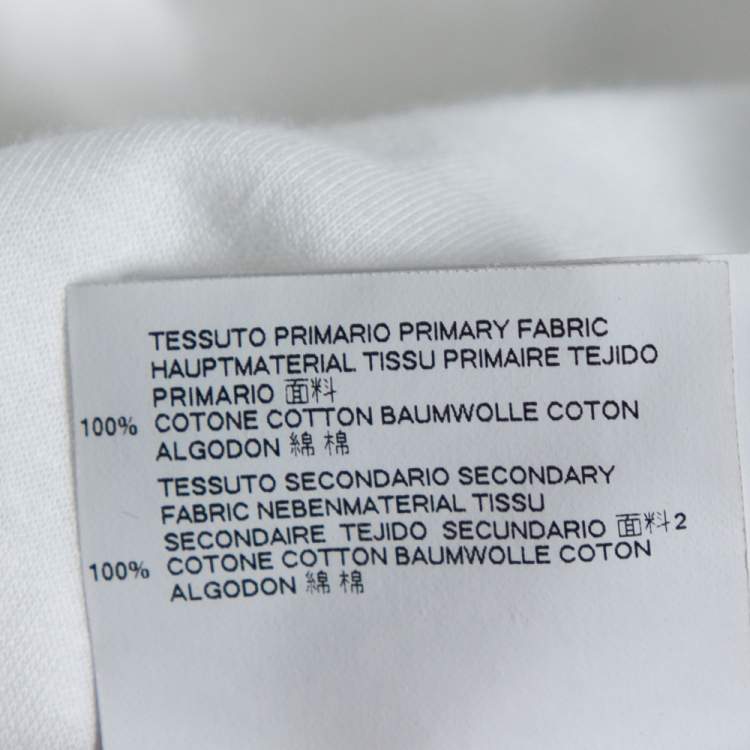 TESSUTO PRIMARIO PRIMARY FABRIC
HAUPTMATERIAL TISSU PRIMAIRE TEJIDO
PRIMARIO 面料
100% COTONE COTTON BAUMWOLLE COTON
ALGODON 綿 棉
TESSUTO SECONDARIO SECONDARY
FABRIC NEBENMATERIAL TISSU
SECONDAIRE TEJIDO SECUNDARIO 面料2
100% COTONE COTTON BAUMWOLLE COTON
ALGODON 綿 棉